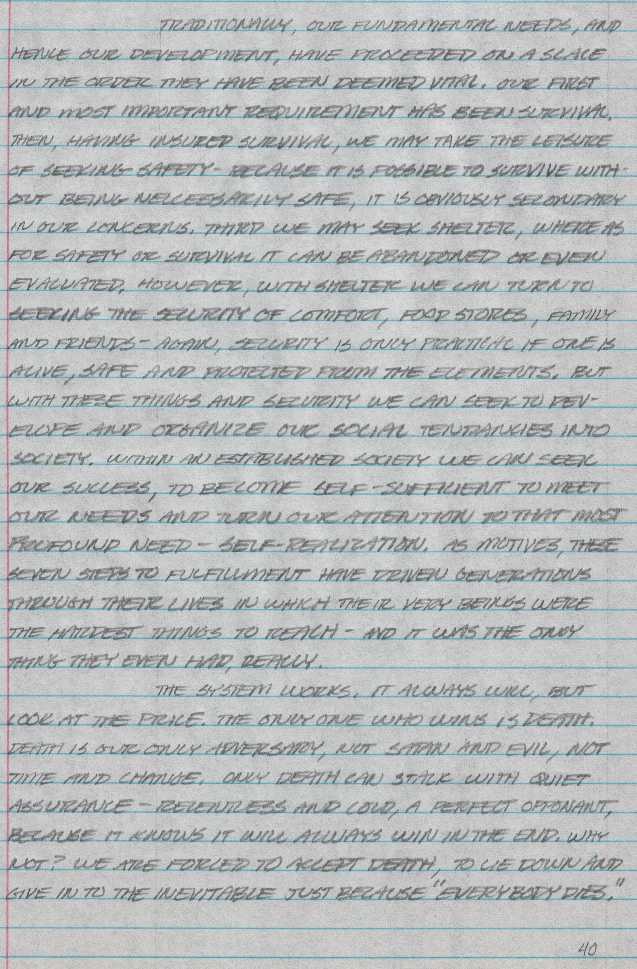 TRADITIONALLY, OUR FUNDAMENTAL NEEDS, AND
HENCE OUR DEVELOPMENT, HAVE PROCEEDED ON A SCALE
IN THE ORDER THEY HAVE BEEN DEEMED VITAL. OUR FIRST
AND MOST IMPORTANT REQUIREMENT HAS BEEN SURVIVAL.
THEN, HAVING INSURED SURVIVAL, WE MAY TAKE THE LEISURE
OF SEEKING SAFETY - BECAUSE IT IS POSSIBLE TO SURVIVE WITH-
OUT BEING NECCESSARILY SAFE, IT IS OBVIOUSLY SECONDARY
IN OUR CONCERNS. THIRD WE MAY SEEK SHELTER, WHERE AS
FOR SAFETY OR SURVIVAL IT CAN BE ABANDONED OR EVEN
EVALUATED. HOWEVER, WITH SHELTER WE CAN TURN TO
SEEKING THE SECURITY OF COMFORT, FOOD STORES, FAMILY
AND FRIENDS - AGAIN, SECURITY IS ONLY PRACTICAL IF ONE IS
ALIVE, SAFE AND PROTECTED FROM THE ELEMENTS. BUT
WITH THESE THINGS AND SECURITY WE CAN SEEK TO DEV-
ELOPE AND ORGANIZE OUR SOCIAL TENDANCIES INTO
SOCIETY. WITHIN AN ESTABLISHED SOCIETY WE CAN SEEK
OUR SUCCESS, TO BECOME SELF-SUFFICIENT TO MEET
OUR NEEDS AND TURN OUR ATTENTION TO THAT MOST
PROFOUND NEED - SELF-REALIZATION. AS MOTIVES, THESE
SEVEN STEPS TO FULFILLMENT HAVE DRIVEN GENERATIONS
THROUGH THEIR LIVES IN WHICH THEIR VERY BEINGS WERE
THE HARDEST THINGS TO REACH - AND IT WAS THE ONLY
THING THEY EVEN HAD, REALLY.
THE SYSTEM WORKS. IT ALWAYS WILL, BUT
LOOK AT THE PRICE. THE ONLY ONE WHO WINS IS DEATH.
DEATH IS OUR ONLY ADVERSARY, NOT SATAN AND EVIL, NOT
TIME AND CHANGE. ONLY DEATH CAN STALK WITH QUIET
ASSURANCE - RELENTLESS AND COLD, A PERFECT OPPONANT,
BECAUSE IT KNOWS IT WILL ALWAYS WIN IN THE END. WHY
NOT? WE ARE FORCED TO ACCEPT DEATH, TO LIE DOWN AND
GIVE IN TO THE INEVITABLE JUST BECAUSE "EVERYBODY DIES."
40